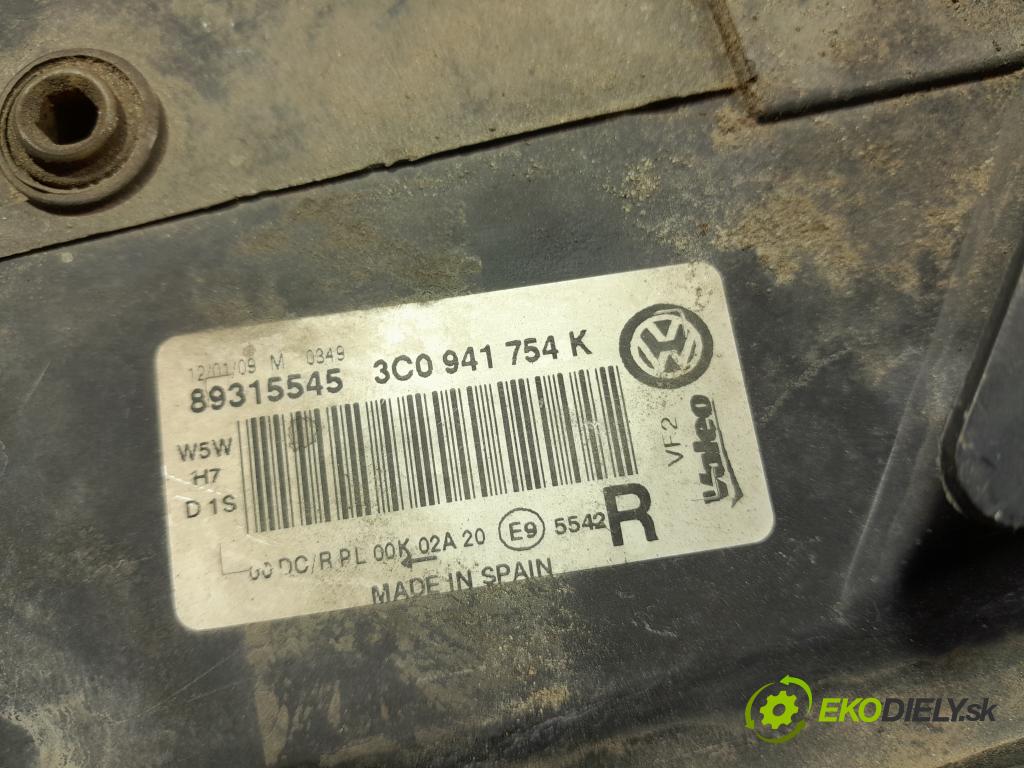 12/01/09 M 0349
89315545 3C0 941 754 K
W5W
H7
D1S
VF2
Valeo
00 DC/R PL 00K 02A 20 E9 5542 R
MADE IN SPAIN
EKODIELY.sk